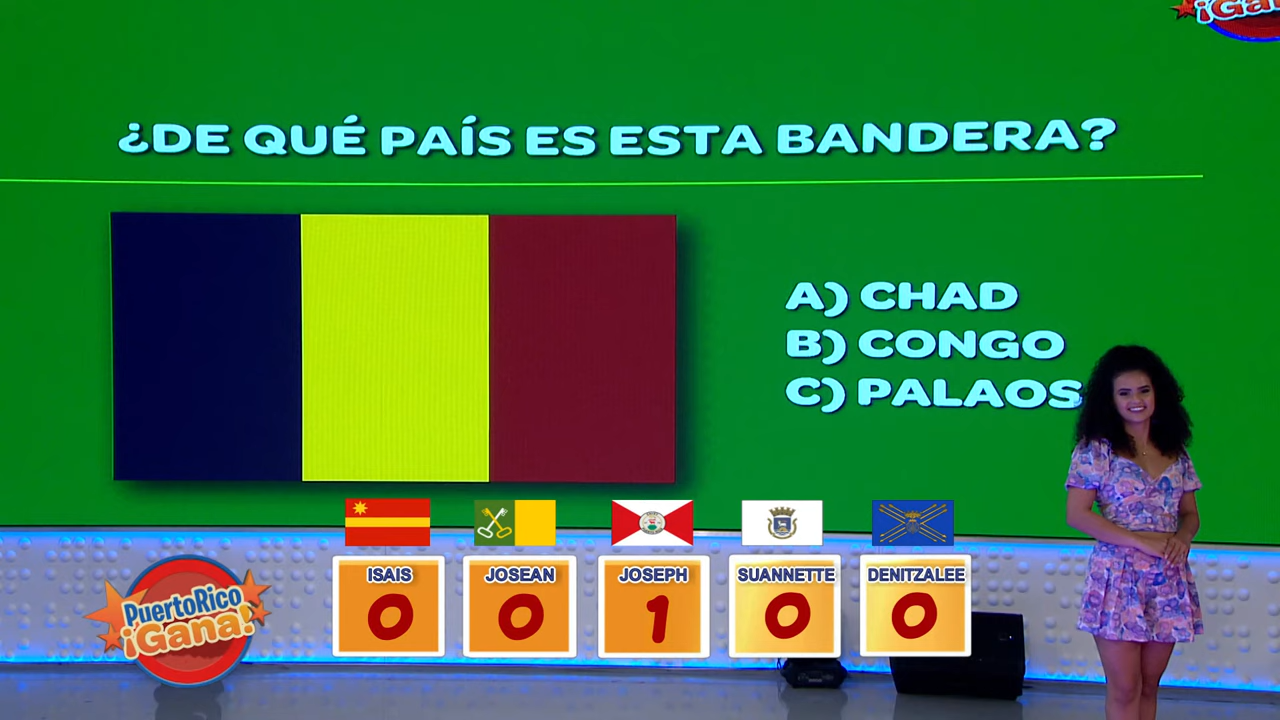 ¡Ga
¿DE QUÉ PAÍS ES ESTA BANDERA?
A) CHAD
B) CONGO
C) PALAOS
PuertoRico
¡Gana!
ISAIS
0
JOSEAN
0
JOSEPH
1
SUANNETTE
0
DENITZALEE
0